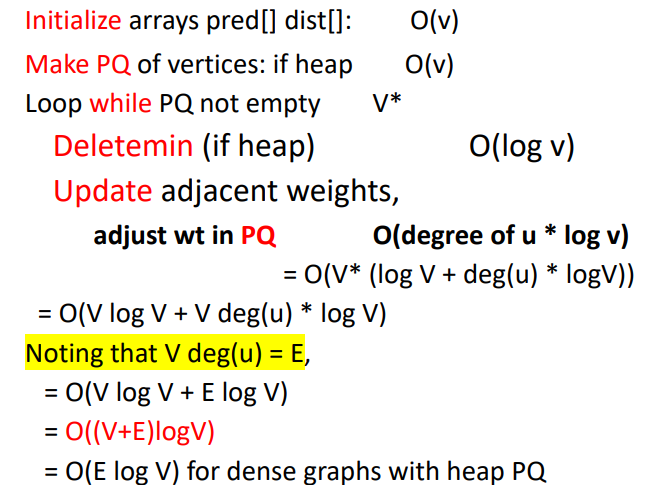 Initialize arrays pred[] dist[]: O(v)
Make PQ of vertices: if heap O(v)
Loop while PQ not empty V*
Deletemin (if heap) O(log v)
Update adjacent weights,
adjust wt in PQ O(degree of u * log v)
= O(V* (log V + deg(u) * logV))
= O(V log V + V deg(u) * log V)
Noting that V deg(u) = E,
= O(V log V + E log V)
= O((V+E)logV)
= O(E log V) for dense graphs with heap PQ